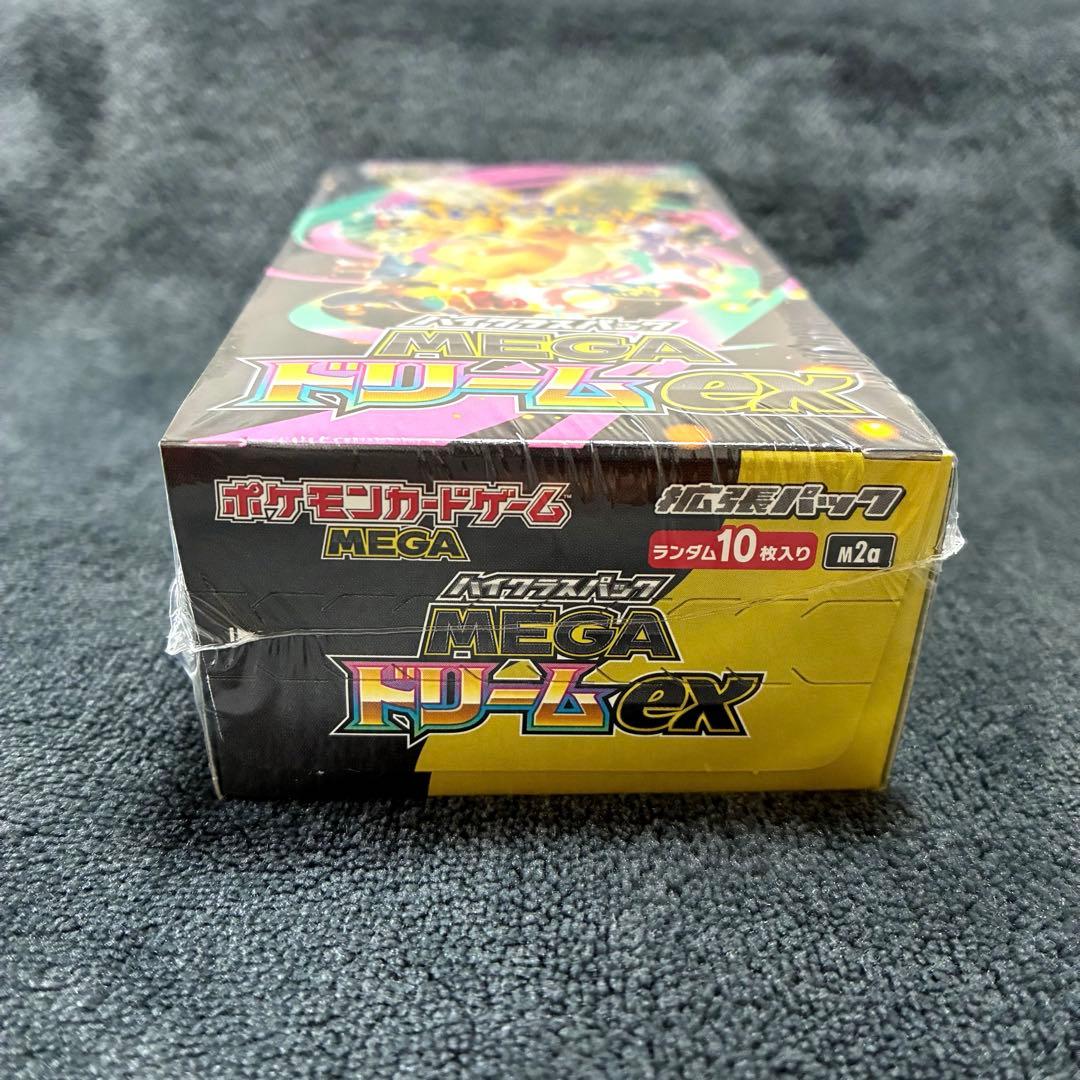 ハイクラスパック
MEGA
ドリームex
ポケモンカードゲーム™
MEGA
拡張パック
ランダム10枚入り
M2a
ハイクラスパック
MEGA
ドリームex